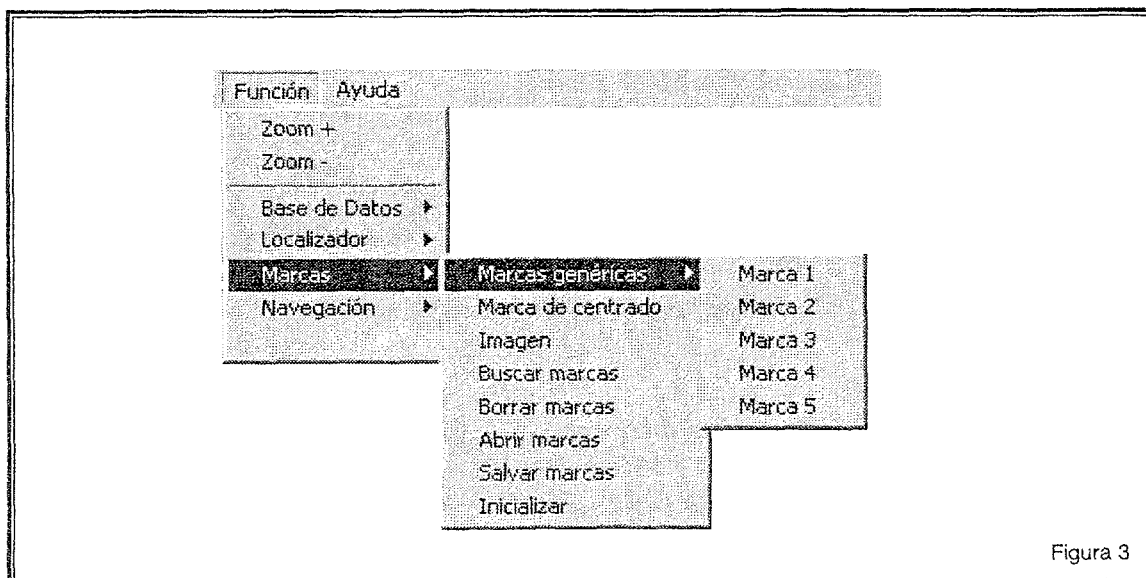 Función Ayuda
Zoom +
Zoom -
Base de Datos
Localizador
Marcas
Navegación
Marcas genéricas
Marca de centrado
Imagen
Buscar marcas
Borrar marcas
Abrir marcas
Salvar marcas
Inicializar
Marca 1
Marca 2
Marca 3
Marca 4
Marca 5
Figura 3